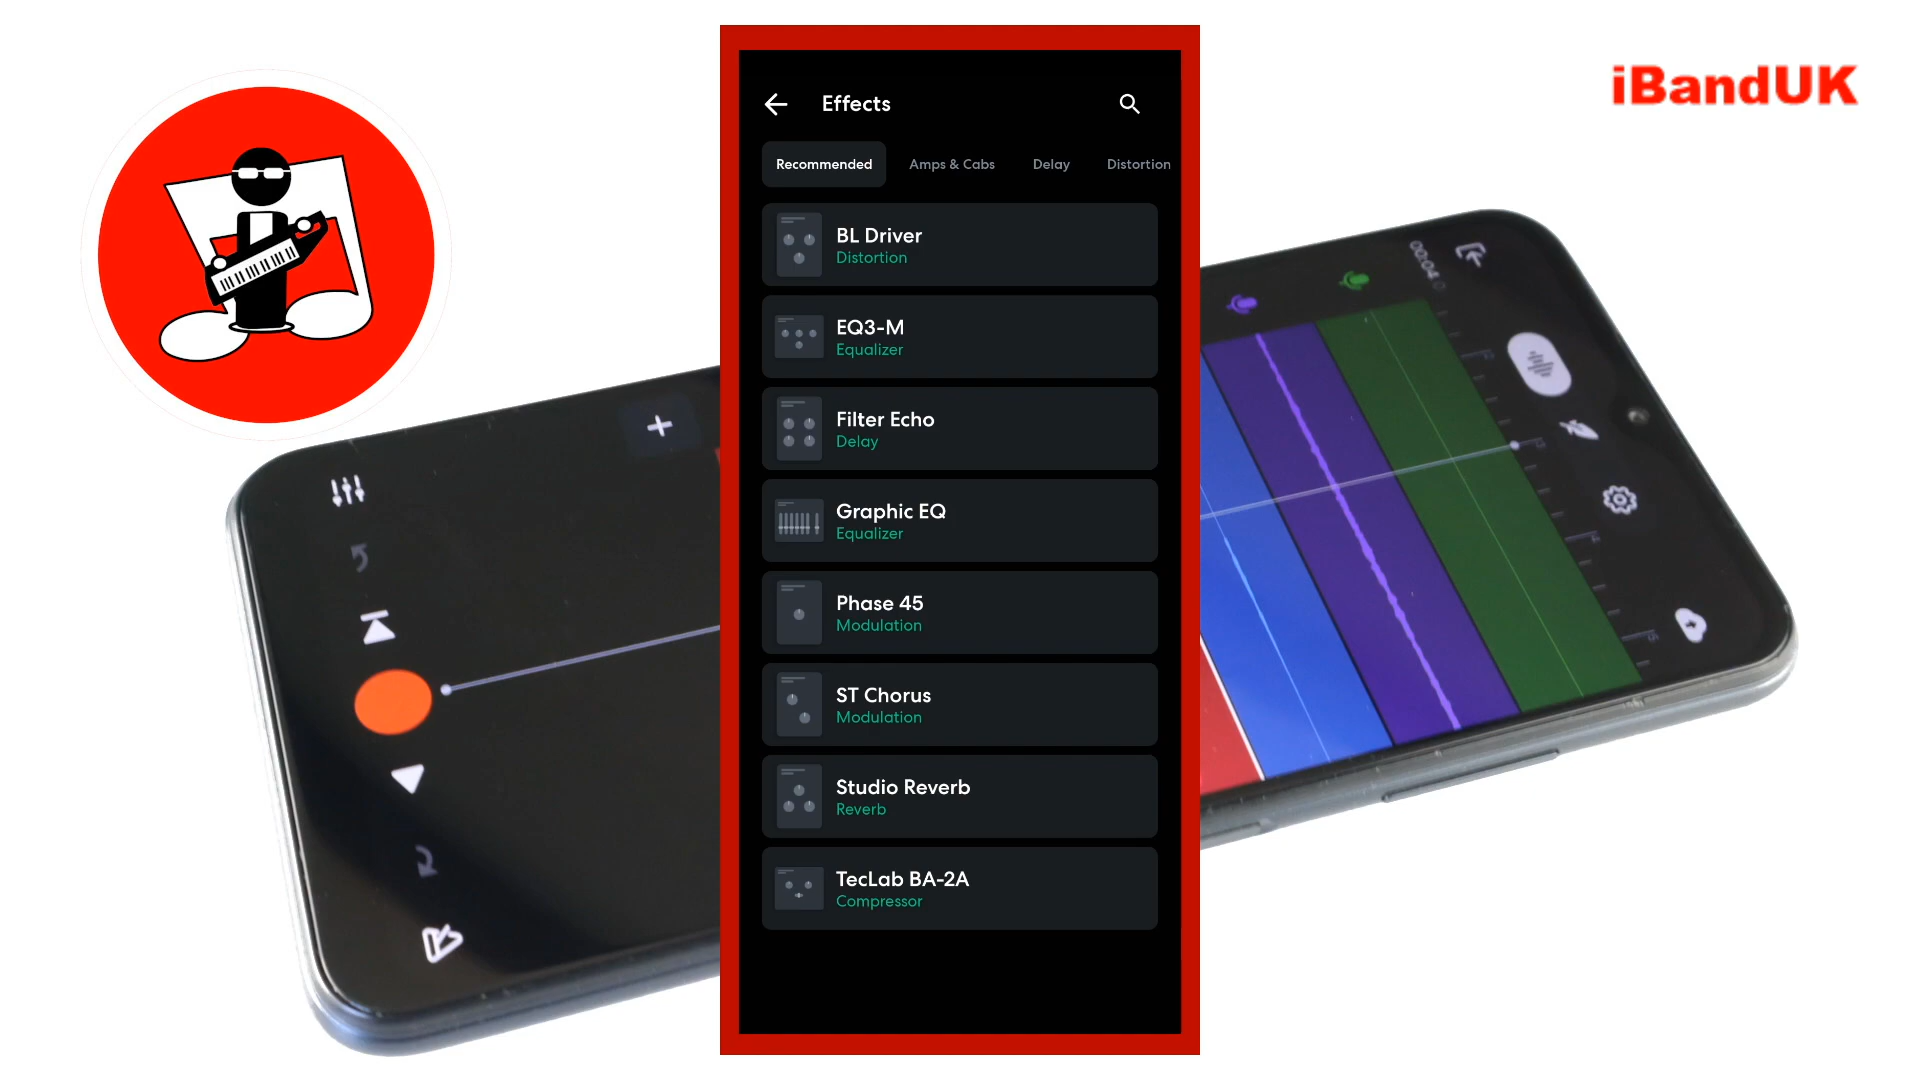 iBandUK
Effects
Recommended
Amps & Cabs
Delay
Distortion
BL Driver
Distortion
EQ3-M
Equalizer
Filter Echo
Delay
Graphic EQ
Equalizer
Phase 45
Modulation
ST Chorus
Modulation
Studio Reverb
Reverb
TecLab BA-2A
Compressor